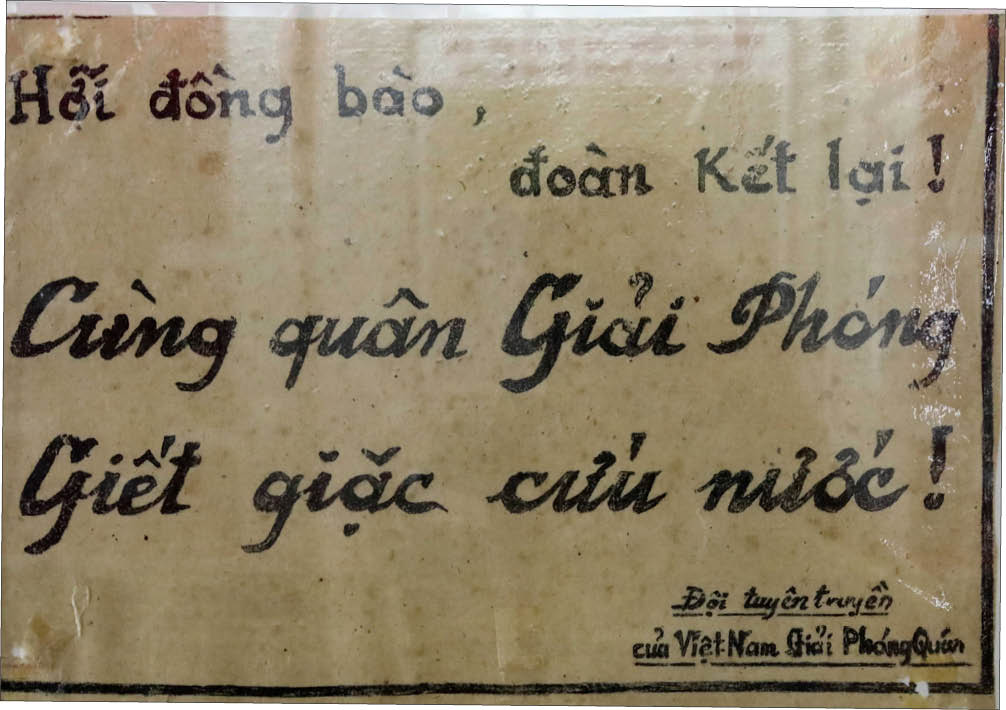 Hỡi đồng bào,
đoàn Kết lại!
Cùng quân Giải Phóng
Giết giặc cứu nước!
Đội tuyên truyền
của Việt-Nam Giải Phóng Quân